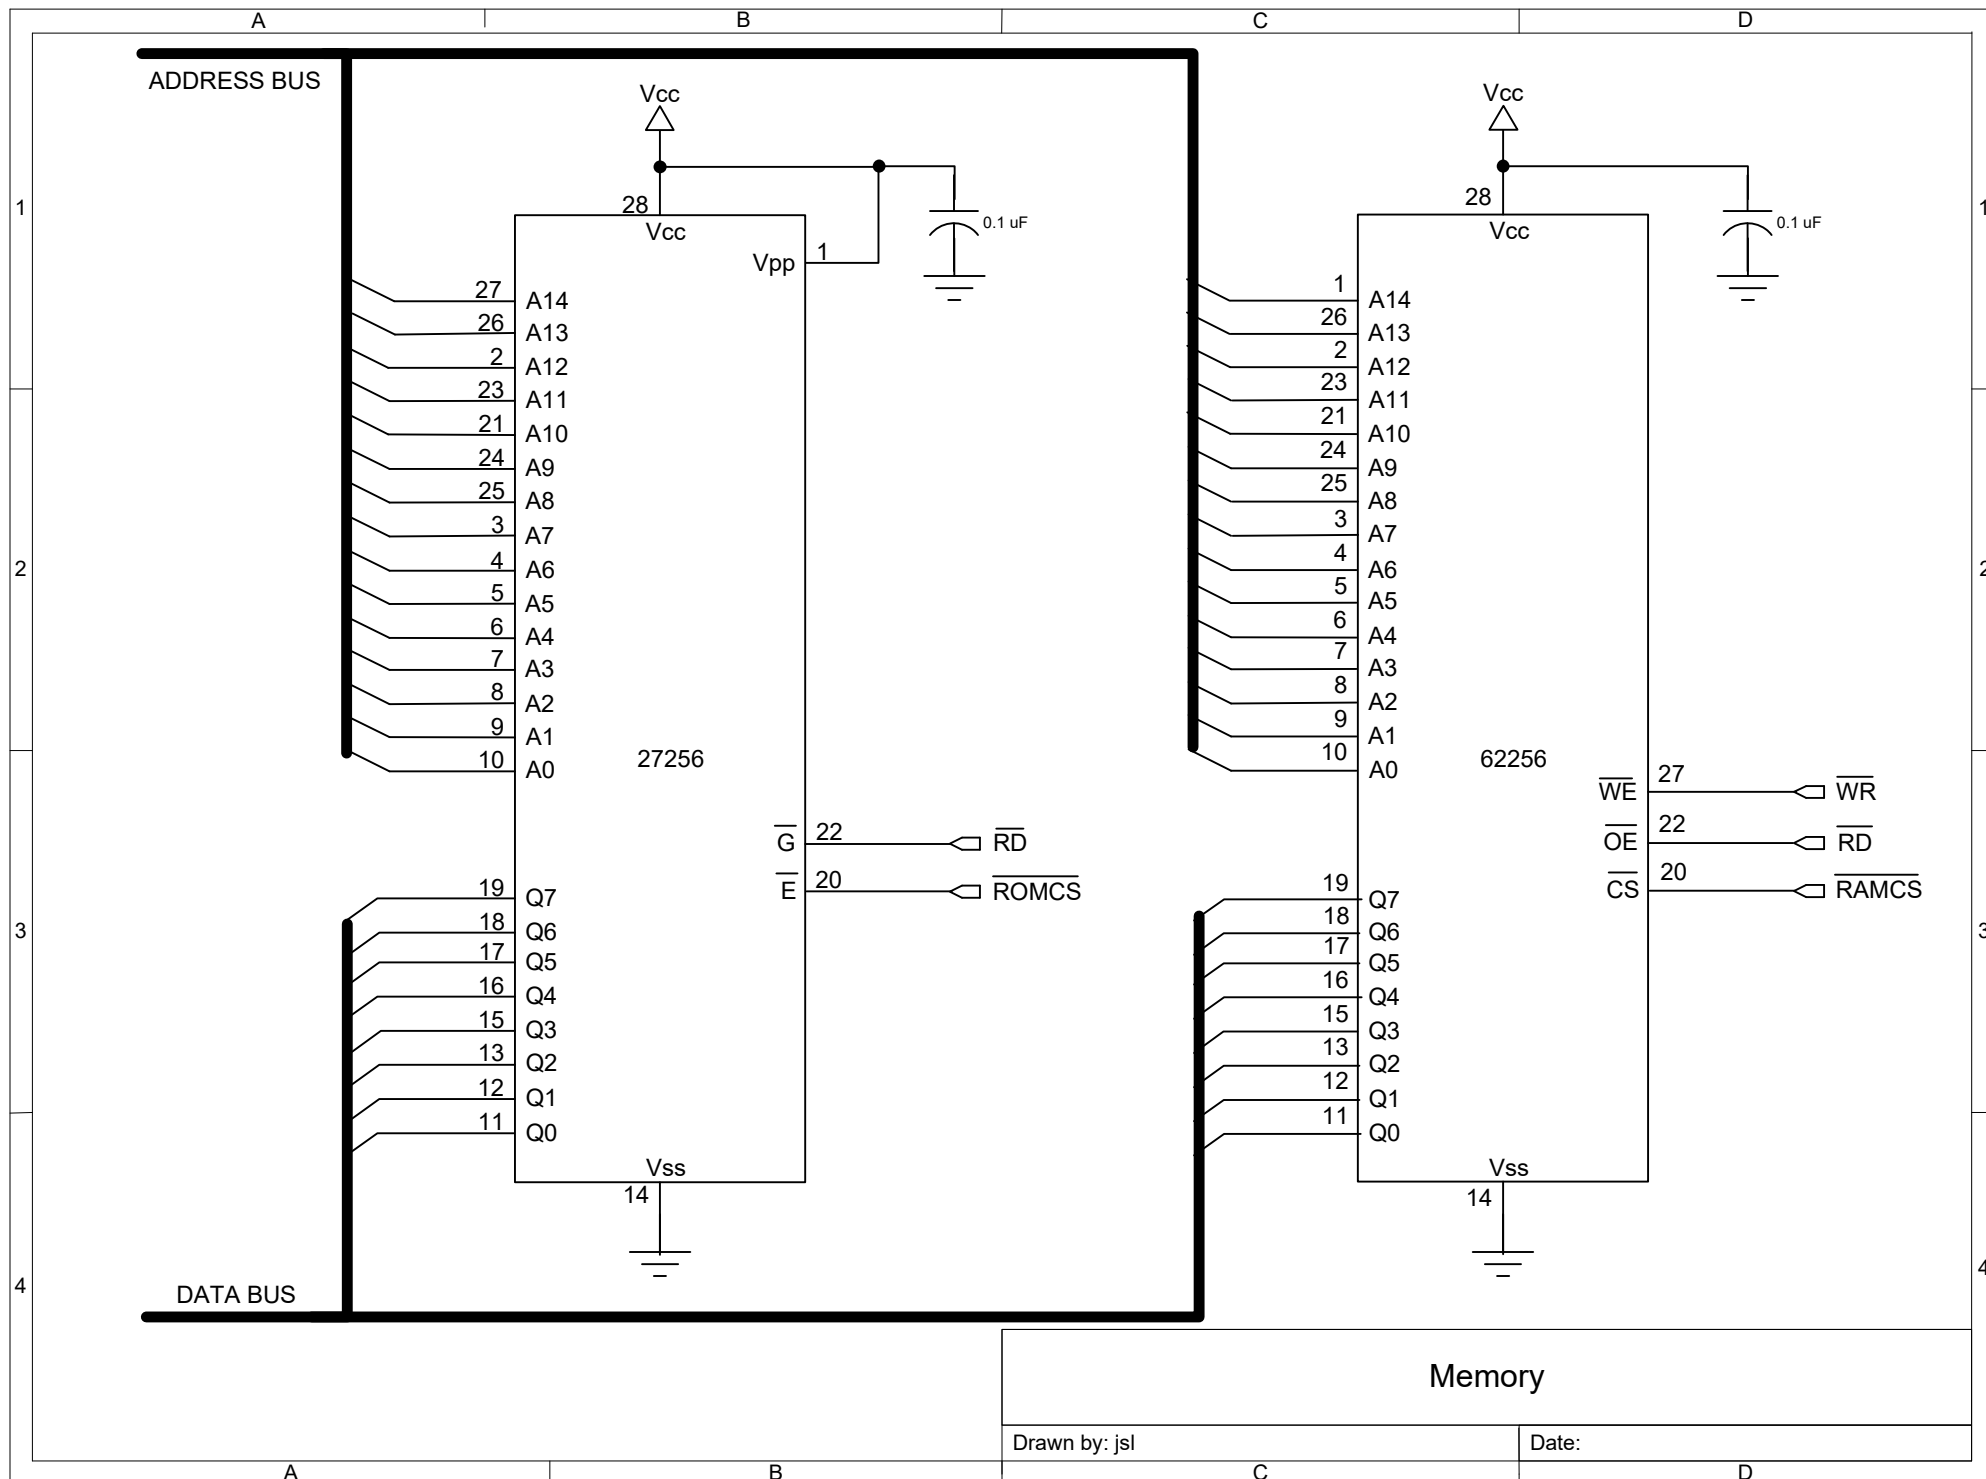 A B C D
ADDRESS BUS
Vcc Vcc
1 28 Vcc 0.1 uF 28 Vcc 0.1 uF 1
Vpp 1
27 A14 1 A14
26 A13 26 A13
2 A12 2 A12
23 A11 23 A11
21 A10 21 A10
24 A9 24 A9
25 A8 25 A8
3 A7 3 A7
2 4 A6 4 A6 2
5 A5 5 A5
6 A4 6 A4
7 A3 7 A3
8 A2 8 A2
9 A1 9 A1
10 A0 27256 10 A0 62256
WE 27 WR
G 22 RD OE 22 RD
E 20 ROMCS CS 20 RAMCS
19 Q7 19 Q7
3 18 Q6 18 Q6 3
17 Q5 17 Q5
16 Q4 16 Q4
15 Q3 15 Q3
13 Q2 13 Q2
12 Q1 12 Q1
11 Q0 11 Q0
Vss Vss
14 14
4 4
DATA BUS
Memory
Drawn by: jsl Date:
A B C D